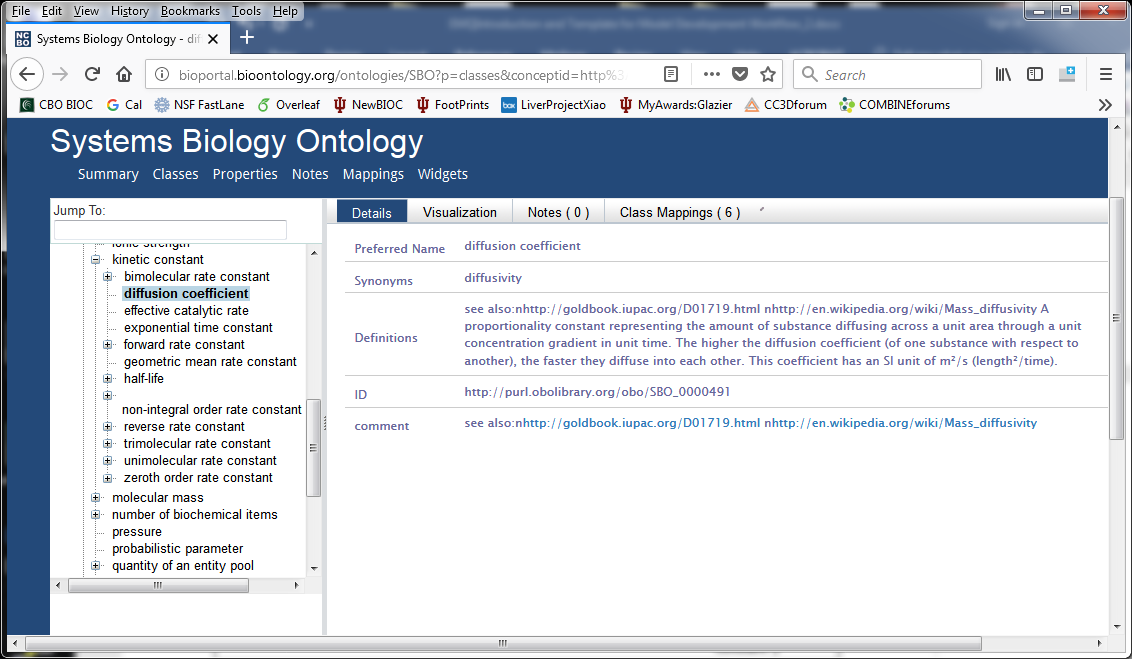 File Edit View History Bookmarks Tools Help
Systems Biology Ontology - dif
bioportal.bioontology.org/ontologies/SBO?p=classes&conceptid=http%3
Search
CBO BIOC Cal NSF FastLane Overleaf NewBIOC FootPrints LiverProjectXiao MyAwards:Glazier CC3Dforum COMBINEforums
Systems Biology Ontology
Summary Classes Properties Notes Mappings Widgets
Jump To:
ionic strength
kinetic constant
bimolecular rate constant
diffusion coefficient
effective catalytic rate
exponential time constant
forward rate constant
geometric mean rate constant
half-life
non-integral order rate constant
reverse rate constant
trimolecular rate constant
unimolecular rate constant
zeroth order rate constant
molecular mass
number of biochemical items
pressure
probabilistic parameter
quantity of an entity pool
Details Visualization Notes ( 0 ) Class Mappings ( 6 )
Preferred Name diffusion coefficient
Synonyms diffusivity
Definitions
see also:nhttp://goldbook.iupac.org/D01719.html nhttp://en.wikipedia.org/wiki/Mass_diffusivity A
proportionality constant representing the amount of substance diffusing across a unit area through a unit
concentration gradient in unit time. The higher the diffusion coefficient (of one substance with respect to
another), the faster they diffuse into each other. This coefficient has an SI unit of m²/s (length²/time).
ID http://purl.obolibrary.org/obo/SBO_0000491
comment see also:nhttp://goldbook.iupac.org/D01719.html nhttp://en.wikipedia.org/wiki/Mass_diffusivity